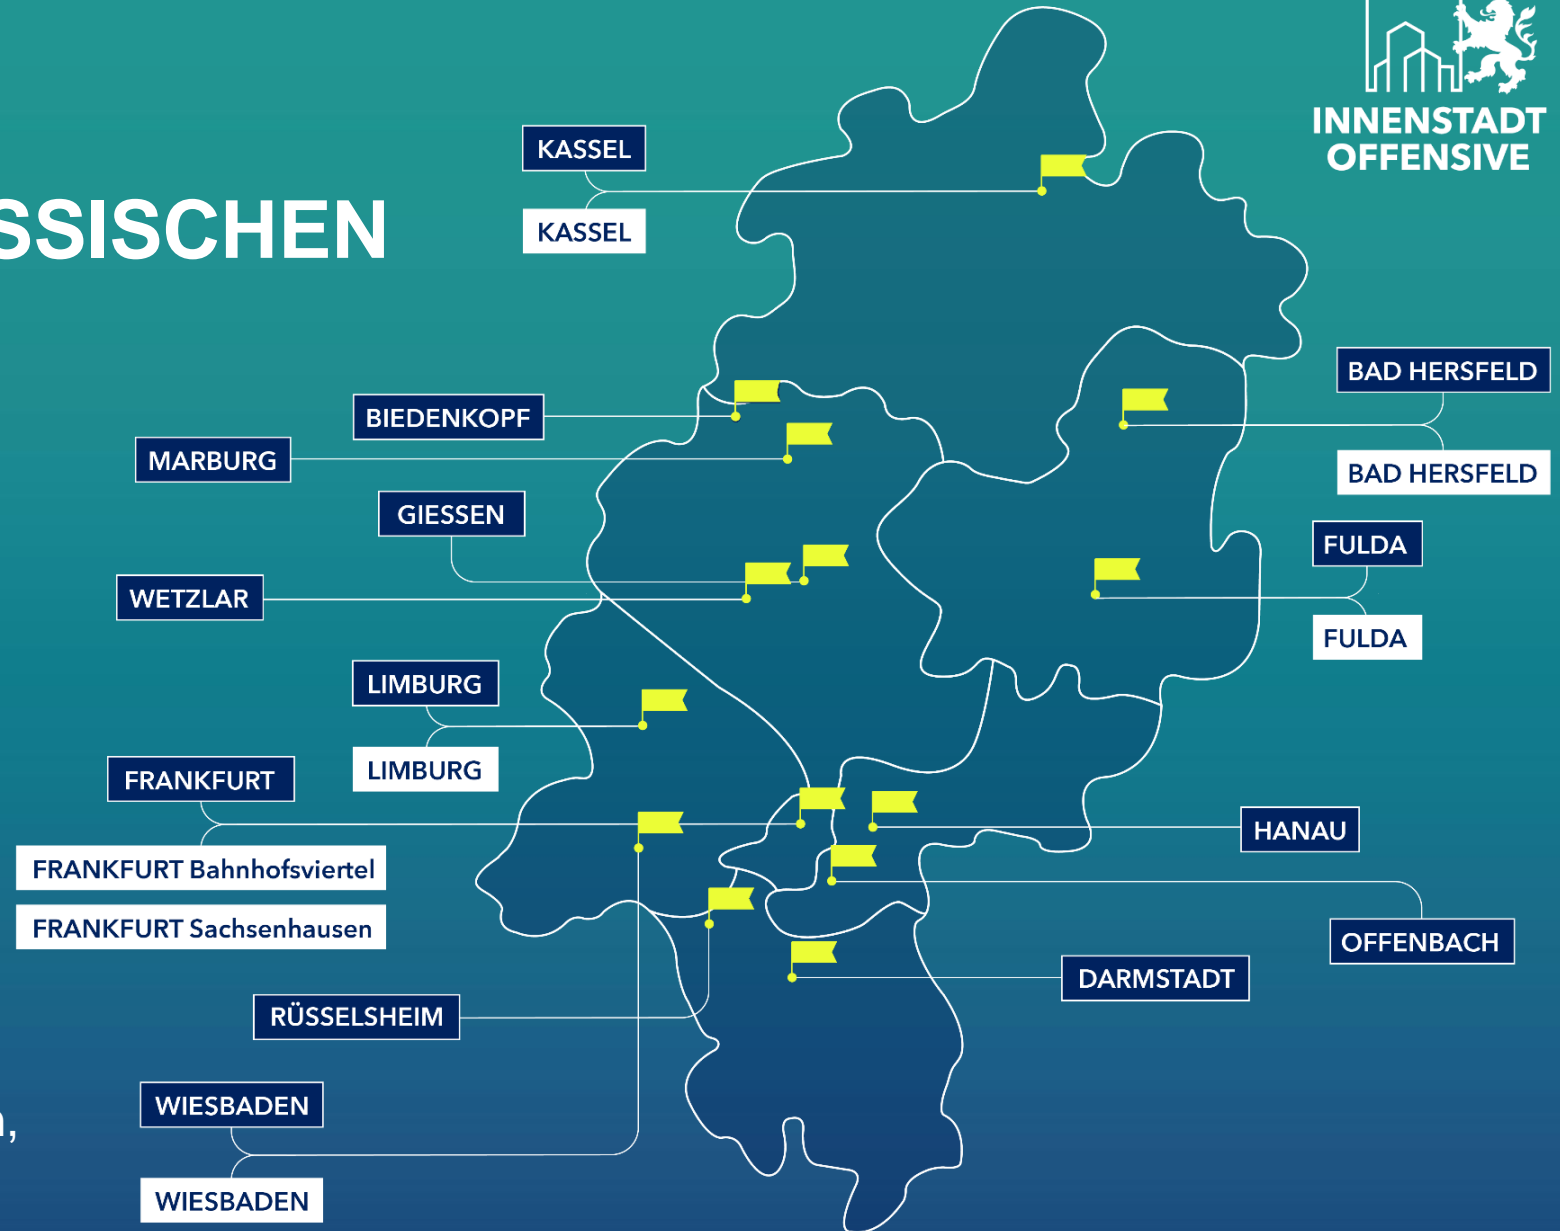 INNENSTADT
OFFENSIVE
SSISCHEN
KASSEL
KASSEL
BIEDENKOPF
MARBURG
GIESSEN
WETZLAR
LIMBURG
LIMBURG
FRANKFURT
FRANKFURT Bahnhofsviertel
FRANKFURT Sachsenhausen
RÜSSELSHEIM
WIESBADEN
WIESBADEN
BAD HERSFELD
BAD HERSFELD
FULDA
FULDA
HANAU
OFFENBACH
DARMSTADT